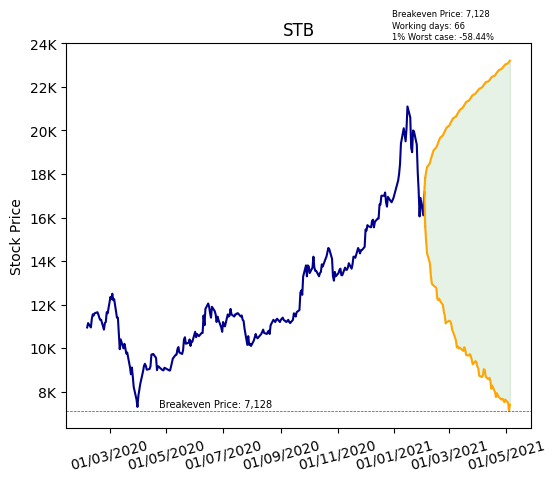 Breakeven Price: 7,128
Working days: 66
1% Worst case: -58.44%
STB
24K
22K
20K
18K
16K
14K
12K
10K
8K
Stock Price
Breakeven Price: 7,128
01/03/2020
01/05/2020
01/07/2020
01/09/2020
01/11/2020
01/01/2021
01/03/2021
01/05/2021